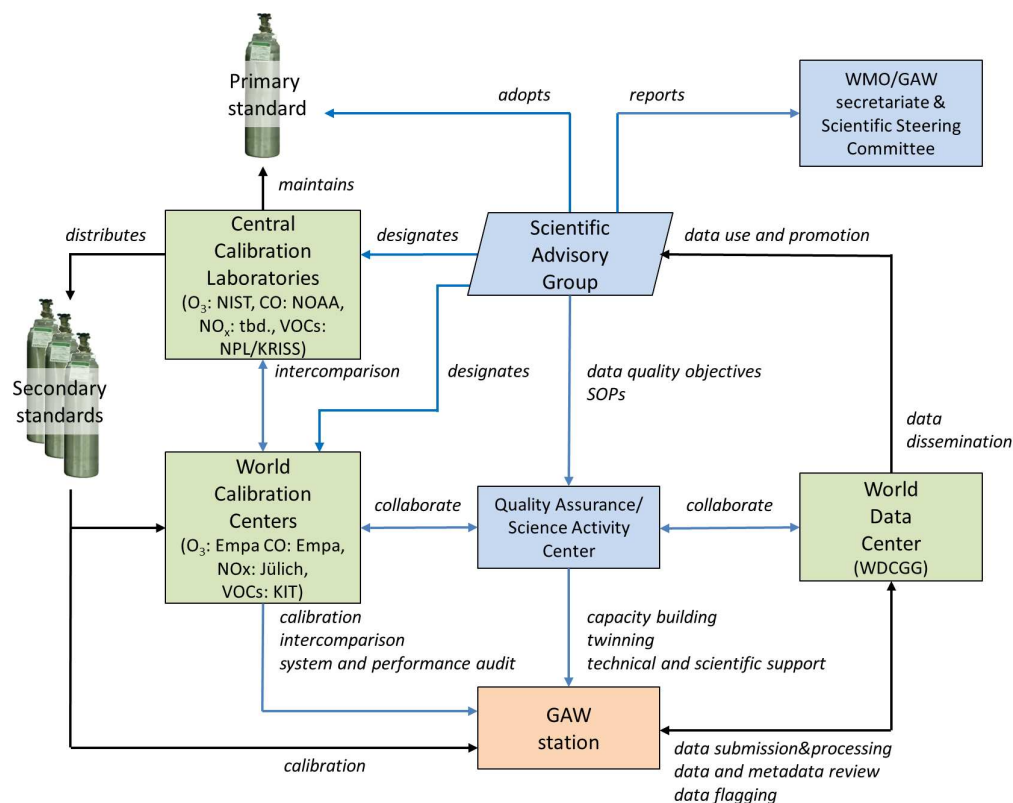 Primary
standard
adopts
reports
WMO/GAW
secretariate &
Scientific Steering
Committee
maintains
distributes
Central
Calibration
Laboratories
(O₃: NIST, CO: NOAA,
NOₓ: tbd., VOCs:
NPL/KRISS)
designates
Scientific
Advisory
Group
data use and promotion
Secondary
standards
intercomparison
designates
data quality objectives
SOPs
data
dissemination
World
Calibration
Centers
(O₃: Empa CO: Empa,
NOx: Jülich,
VOCs: KIT)
collaborate
Quality Assurance/
Science Activity
Center
collaborate
World
Data
Center
(WDCGG)
calibration
intercomparison
system and performance audit
capacity building
twinning
technical and scientific support
GAW
station
calibration
data submission&processing
data and metadata review
data flagging